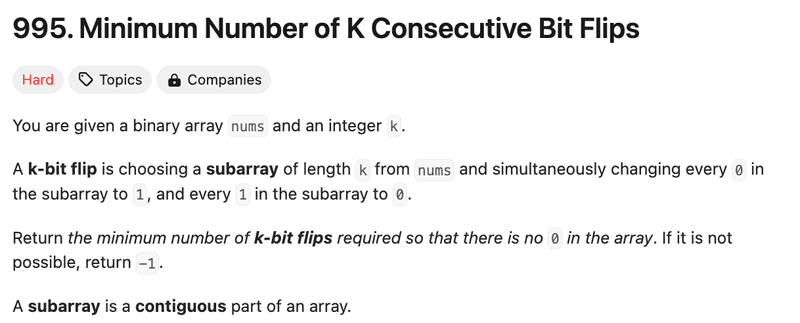 995. Minimum Number of K Consecutive Bit Flips
Hard Topics Companies
You are given a binary array nums and an integer k.
A k-bit flip is choosing a subarray of length k from nums and simultaneously changing every 0 in
the subarray to 1, and every 1 in the subarray to 0.
Return the minimum number of k-bit flips required so that there is no 0 in the array. If it is not
possible, return -1.
A subarray is a contiguous part of an array.